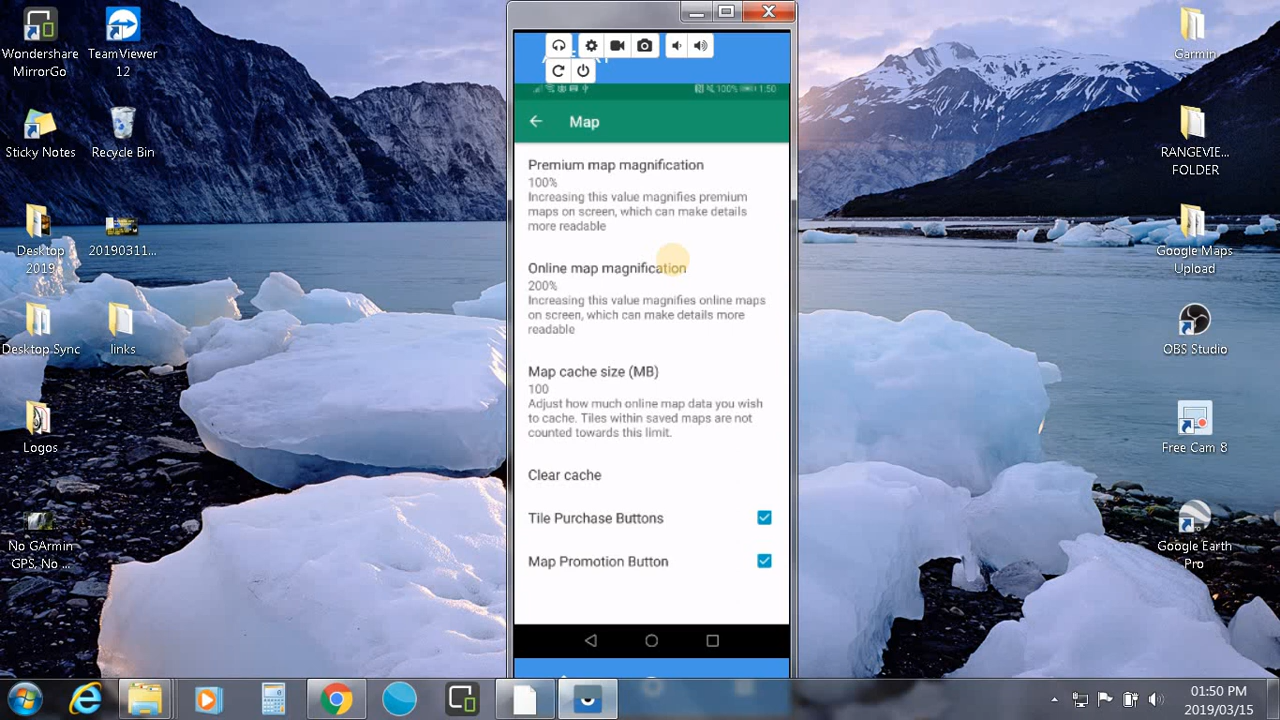 Wondershare
MirrorGo
TeamViewer
12
Sticky Notes
Recycle Bin
Desktop
2019
20190311...
Desktop Sync
links
Logos
No GArmin
GPS, No ...
100%
1:50
Map
Premium map magnification
100%
Increasing this value magnifies premium
maps on screen, which can make details
more readable
Online map magnification
200%
Increasing this value magnifies online maps
on screen, which can make details more
readable
Map cache size (MB)
100
Adjust how much online map data you wish
to cache. Tiles within saved maps are not
counted towards this limit.
Clear cache
Tile Purchase Buttons
Map Promotion Button
Garmin
RANGEVIE...
FOLDER
Google Maps
Upload
OBS Studio
Free Cam 8
Google Earth
Pro
01:50 PM
2019/03/15